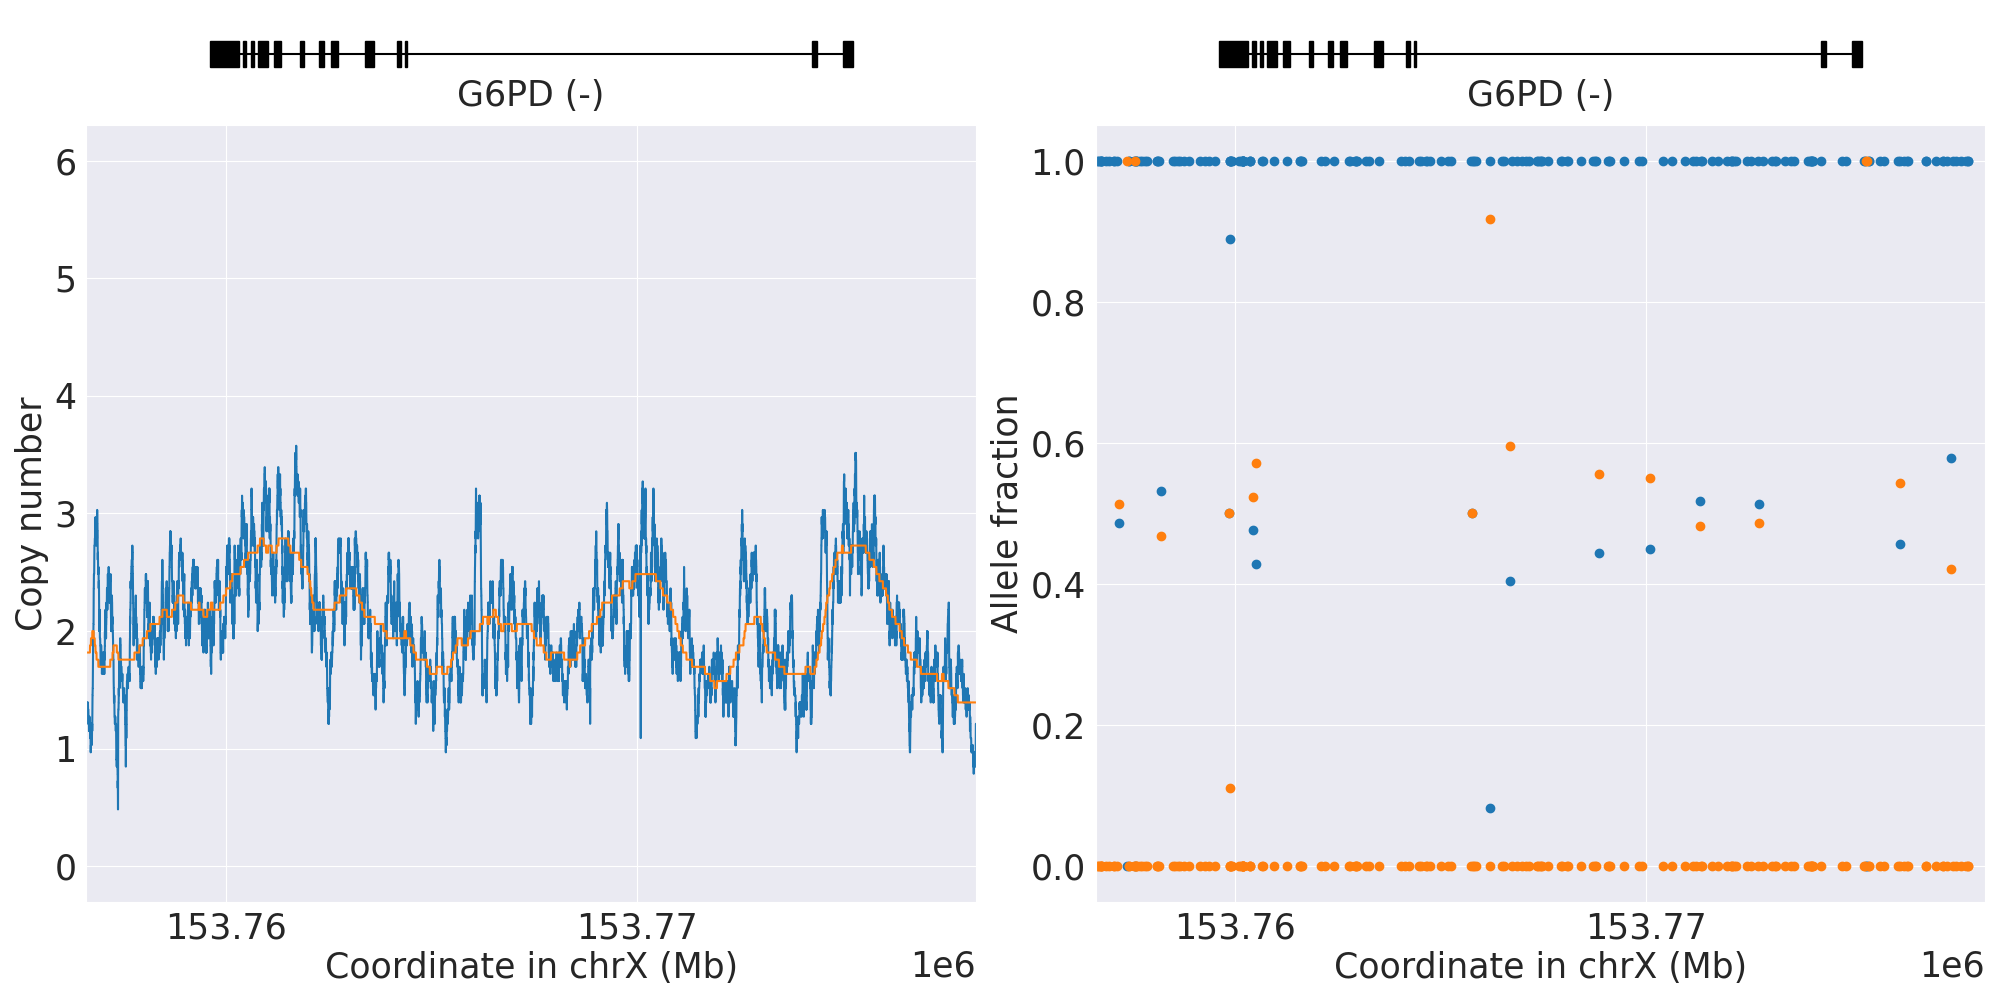 G6PD (-)
6
5
4
3
2
1
0
Copy number
153.76
153.77
Coordinate in chrX (Mb)
1e6
G6PD (-)
1.0
0.8
0.6
0.4
0.2
0.0
Allele fraction
153.76
153.77
Coordinate in chrX (Mb)
1e6